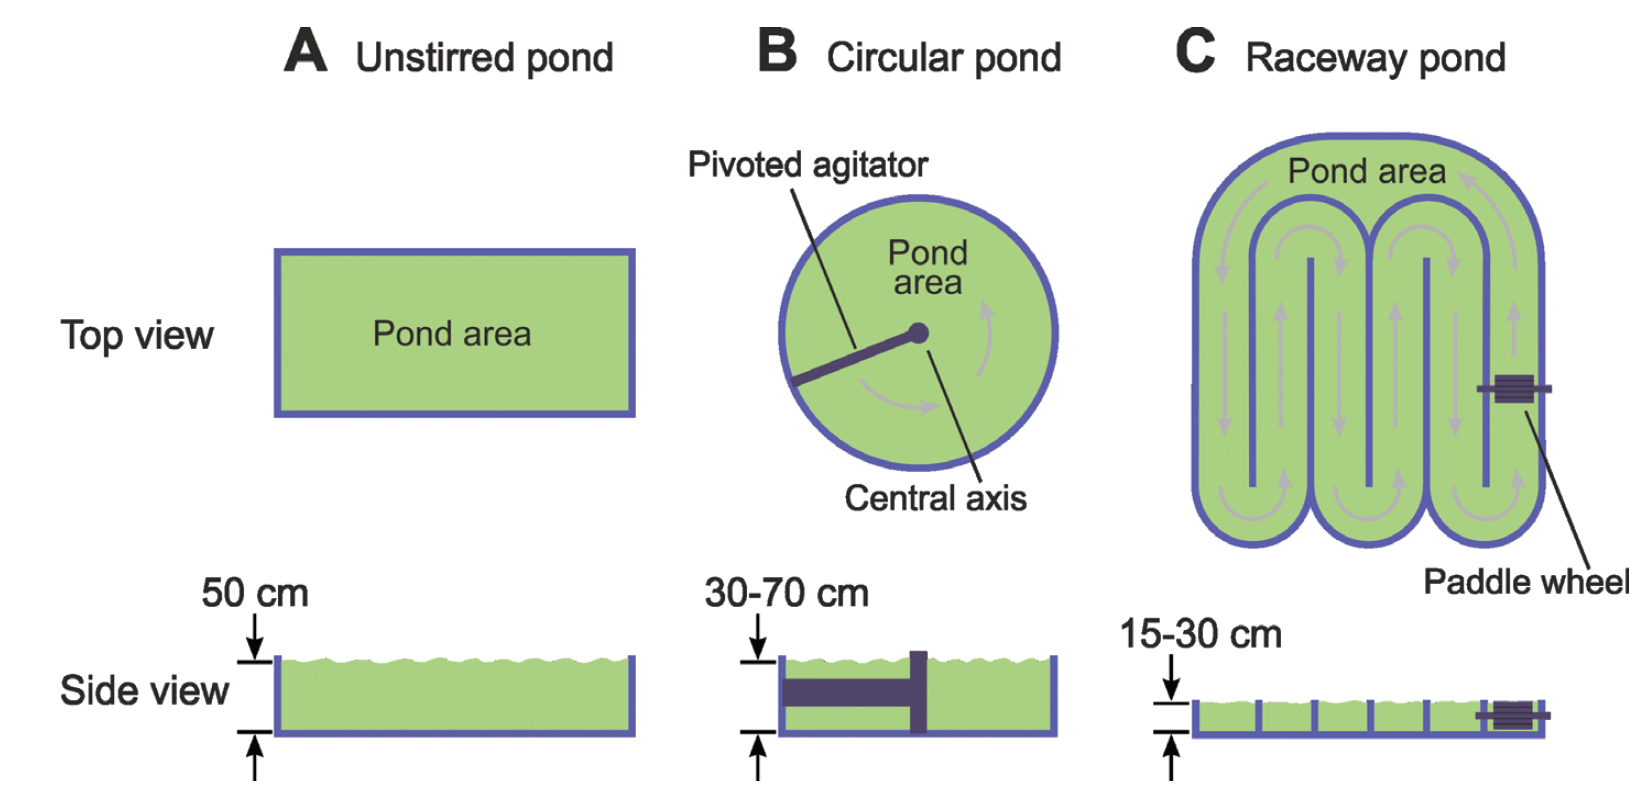 A Unstirred pond
B Circular pond
C Raceway pond
Pivoted agitator
Pond area
Pond
area
Pond area
Top view
Central axis
Paddle wheel
50 cm
30-70 cm
15-30 cm
Side view